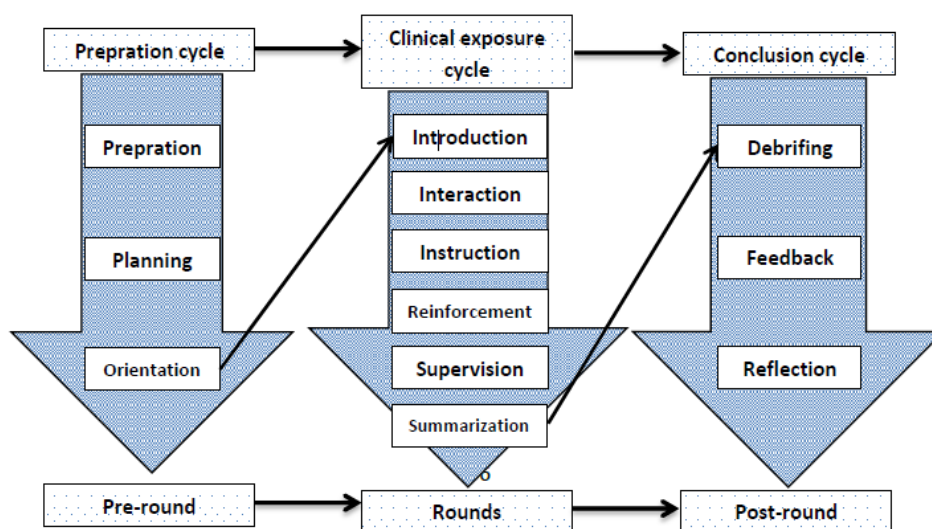 Prepration cycle
Clinical exposure
cycle
Conclusion cycle
Prepration
Planning
Orientation
Introduction
Interaction
Instruction
Reinforcement
Supervision
Summarization
Debrifing
Feedback
Reflection
Pre-round
Rounds
Post-round